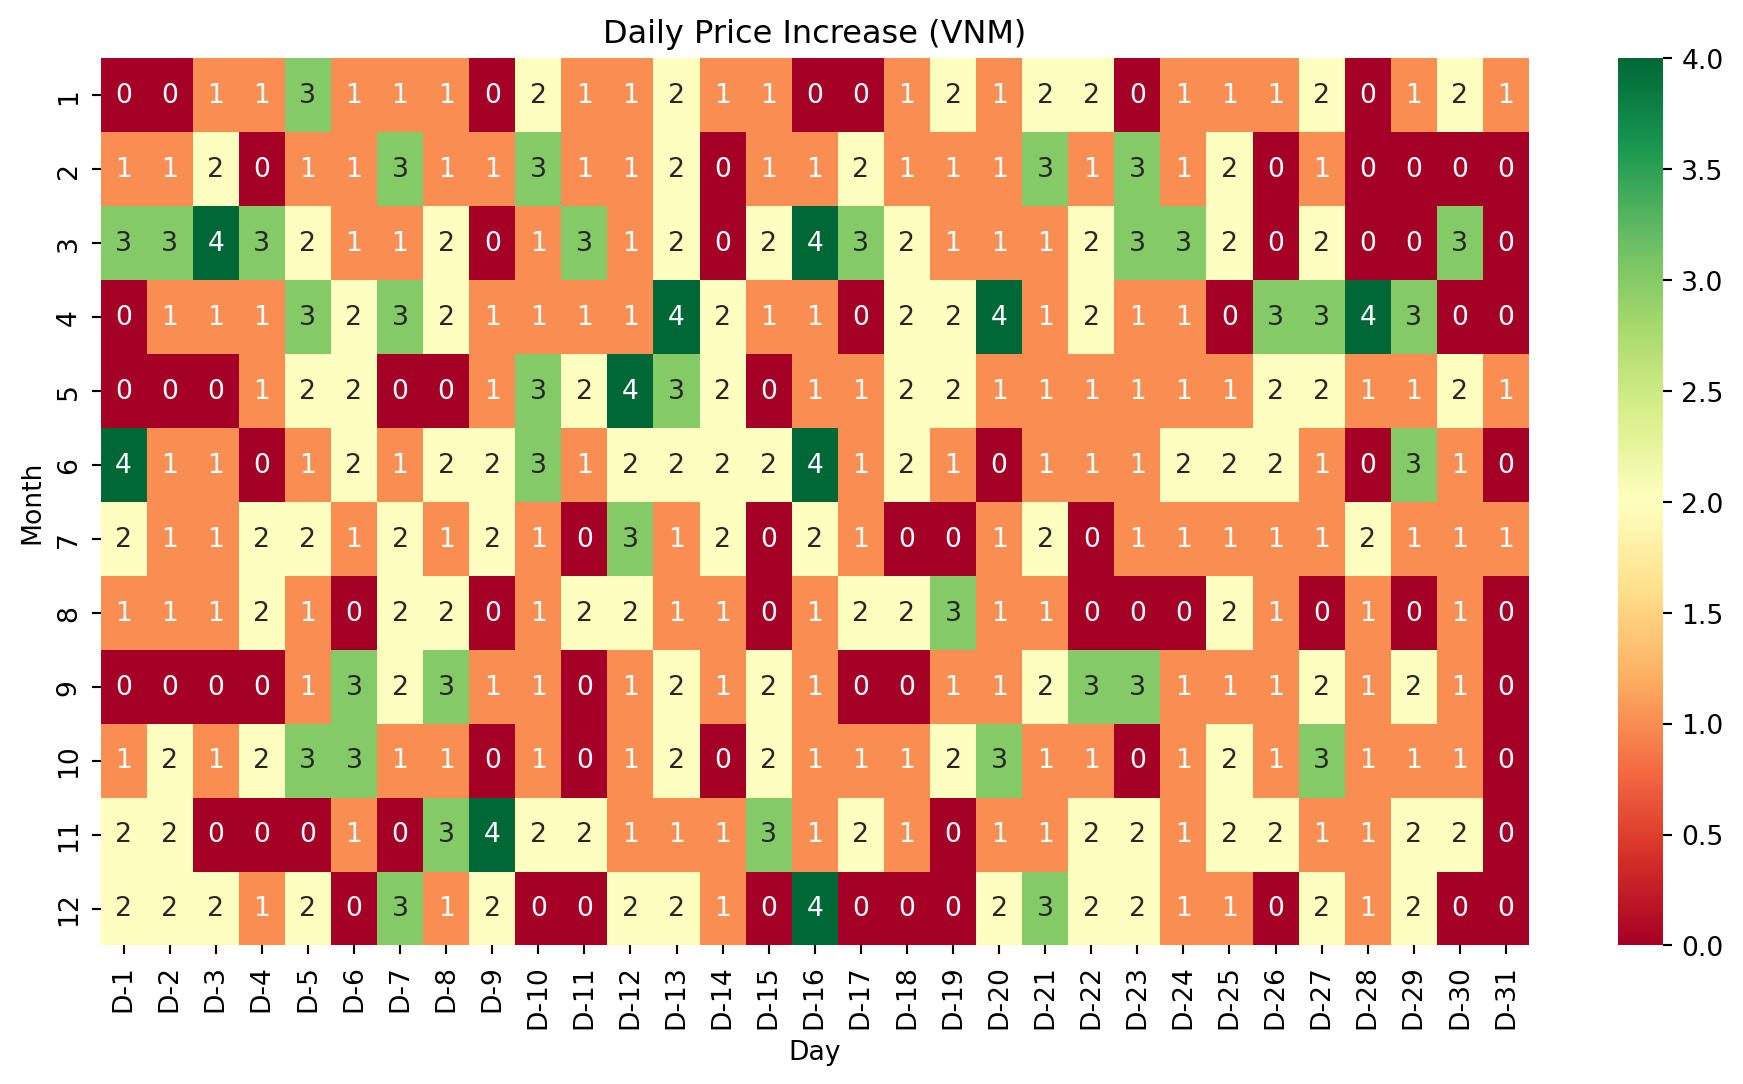 Daily Price Increase (VNM)
1 0 0 1 1 3 1 1 1 0 2 1 1 2 1 1 0 0 1 2 1 2 2 0 1 1 1 2 0 1 2 1
2 1 1 2 0 1 1 3 1 1 3 1 1 2 0 1 1 2 1 1 1 3 1 3 1 2 0 1 0 0 0 0
3 3 3 4 3 2 1 1 2 0 1 3 1 2 0 2 4 3 2 1 1 1 2 3 3 2 0 2 0 0 3 0
4 0 1 1 1 3 2 3 2 1 1 1 1 4 2 1 1 0 2 2 4 1 2 1 1 0 3 3 4 3 0 0
5 0 0 0 1 2 2 0 0 1 3 2 4 3 2 0 1 1 2 2 1 1 1 1 1 1 2 2 1 1 2 1
6 4 1 1 0 1 2 1 2 2 3 1 2 2 2 2 4 1 2 1 0 1 1 1 2 2 2 1 0 3 1 0
7 2 1 1 2 2 1 2 1 2 1 0 3 1 2 0 2 1 0 0 1 2 0 1 1 1 1 1 2 1 1 1
8 1 1 1 2 1 0 2 2 0 1 2 2 1 1 0 1 2 2 3 1 1 0 0 0 2 1 0 1 0 1 0
9 0 0 0 0 1 3 2 3 1 1 0 1 2 1 2 1 0 0 1 1 2 3 3 1 1 1 2 1 2 1 0
10 1 2 1 2 3 3 1 1 0 1 0 1 2 0 2 1 1 1 2 3 1 1 0 1 2 1 3 1 1 1 0
11 2 2 0 0 0 1 0 3 4 2 2 1 1 1 3 1 2 1 0 1 1 2 2 1 2 2 1 1 2 2 0
12 2 2 2 1 2 0 3 1 2 0 0 2 2 1 0 4 0 0 0 2 3 2 2 1 1 0 2 1 2 0 0
D-1 D-2 D-3 D-4 D-5 D-6 D-7 D-8 D-9 D-10 D-11 D-12 D-13 D-14 D-15 D-16 D-17 D-18 D-19 D-20 D-21 D-22 D-23 D-24 D-25 D-26 D-27 D-28 D-29 D-30 D-31
Day
Month
4.0
3.5
3.0
2.5
2.0
1.5
1.0
0.5
0.0